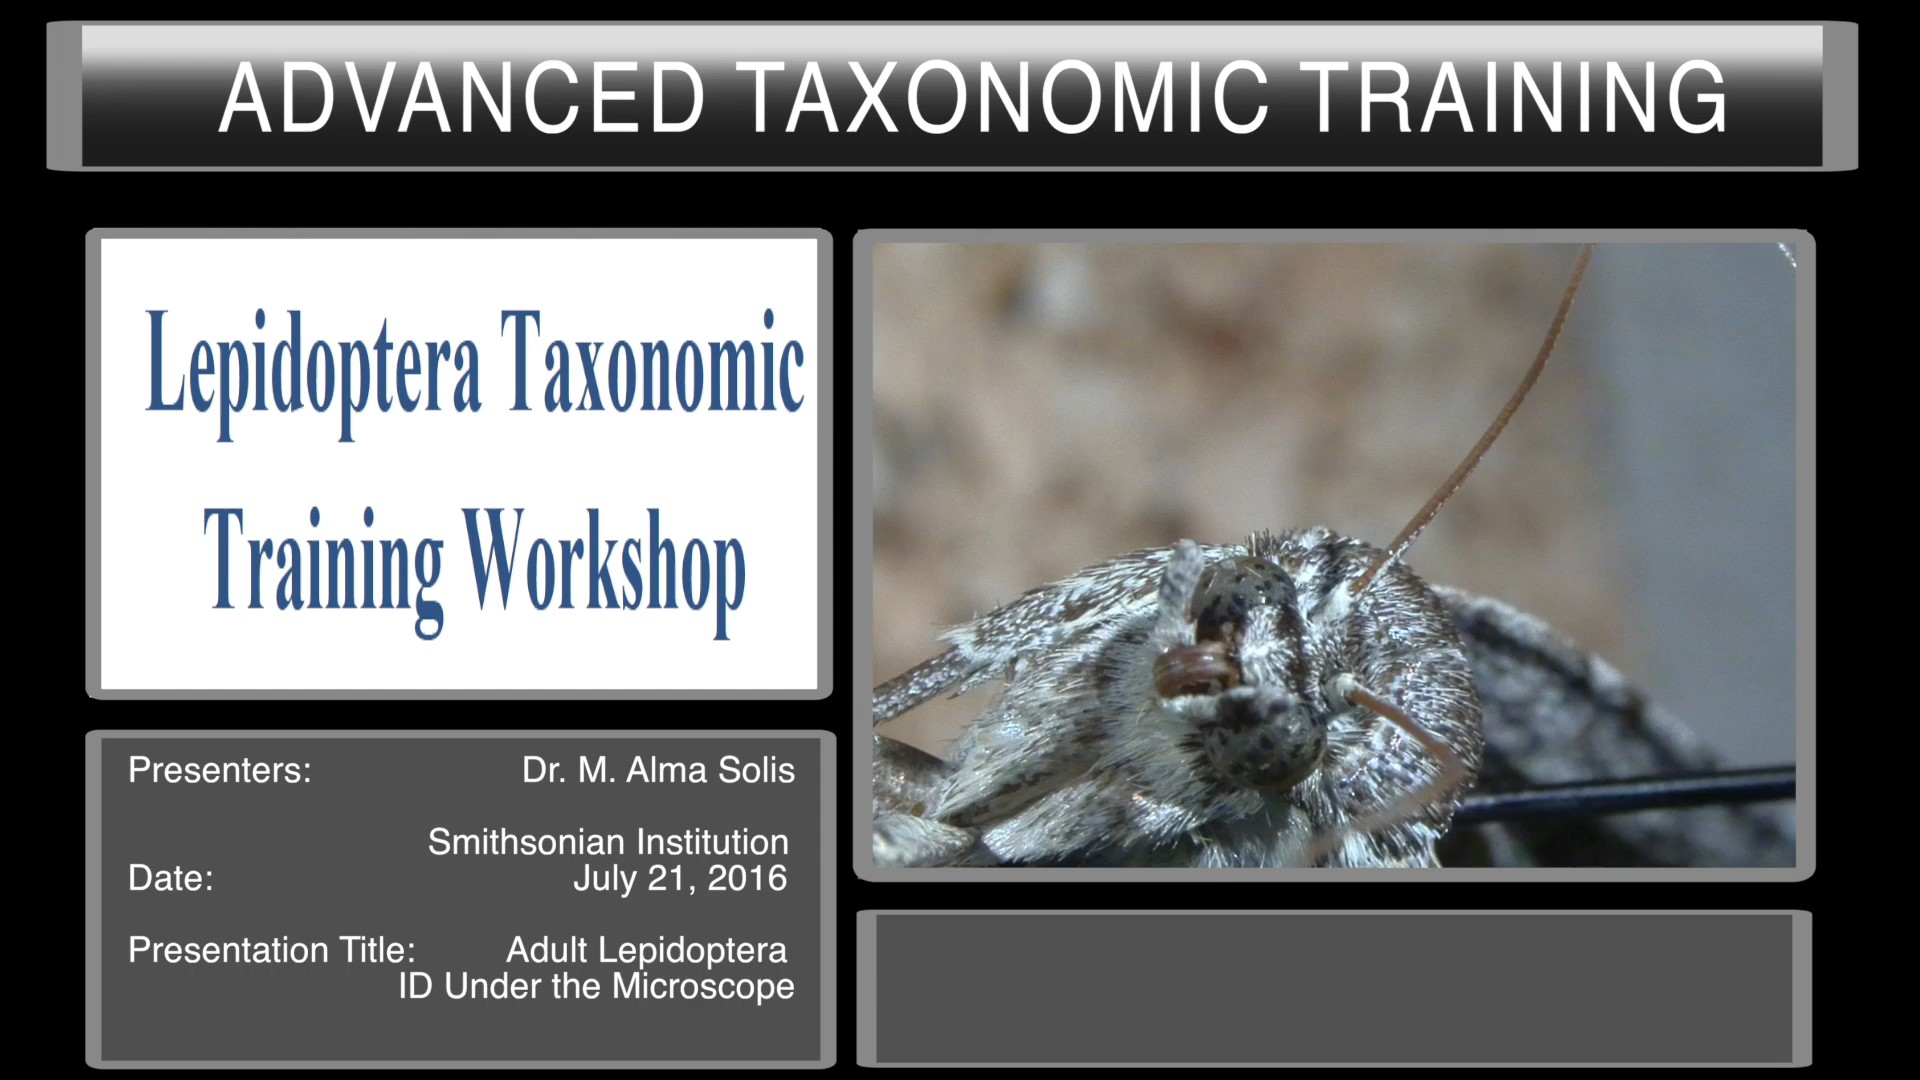 ADVANCED TAXONOMIC TRAINING
Lepidoptera Taxonomic
Training Workshop
Presenters: Dr. M. Alma Solis
Smithsonian Institution
Date: July 21, 2016
Presentation Title: Adult Lepidoptera
ID Under the Microscope